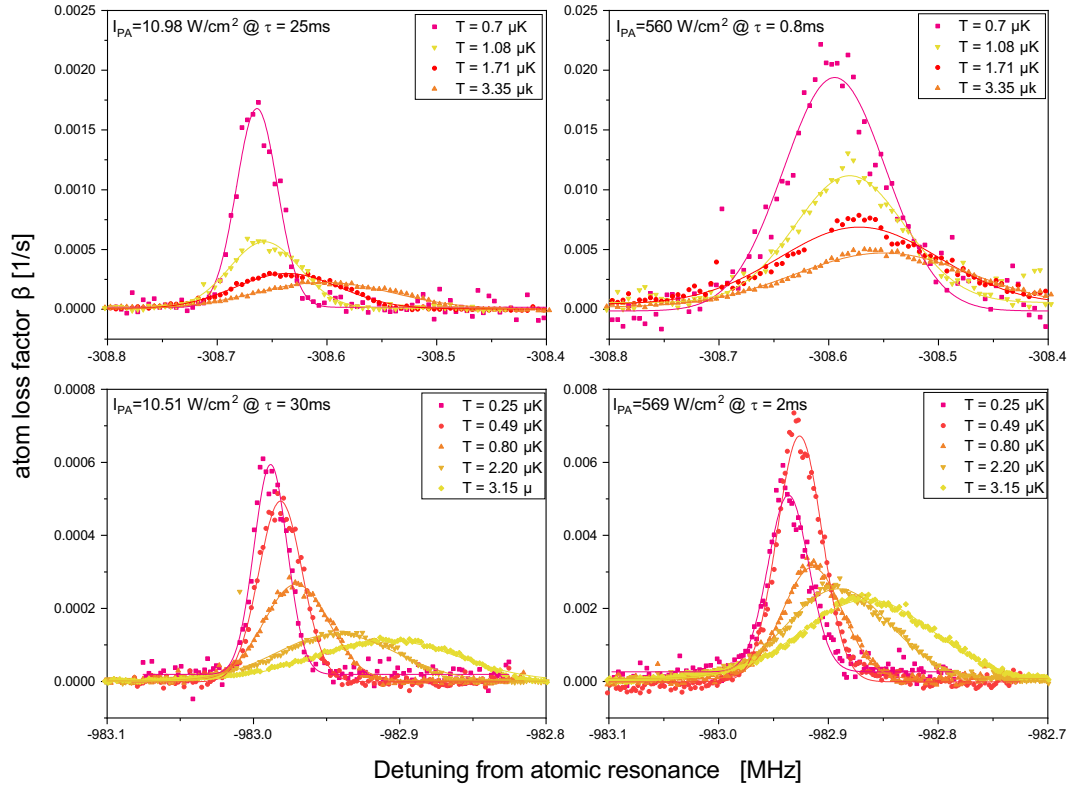 I_PA=10.98 W/cm² @ τ = 25ms
T = 0.7 µK
T = 1.08 µK
T = 1.71 µK
T = 3.35 µk
0.0025
0.0020
0.0015
0.0010
0.0005
0.0000
-308.8
-308.7
-308.6
-308.5
-308.4
I_PA=560 W/cm² @ τ = 0.8ms
T = 0.7 µK
T = 1.08 µK
T = 1.71 µK
T = 3.35 µk
0.025
0.020
0.015
0.010
0.005
0.000
-308.8
-308.7
-308.6
-308.5
-308.4
atom loss factor β [1/s]
I_PA=10.51 W/cm² @ τ = 30ms
T = 0.25 µK
T = 0.49 µK
T = 0.80 µK
T = 2.20 µK
T = 3.15 µ
0.0008
0.0006
0.0004
0.0002
0.0000
-983.1
-983.0
-982.9
-982.8
I_PA=569 W/cm² @ τ = 2ms
T = 0.25 µK
T = 0.49 µK
T = 0.80 µK
T = 2.20 µK
T = 3.15 µK
0.008
0.006
0.004
0.002
0.000
-983.1
-983.0
-982.9
-982.8
-982.7
Detuning from atomic resonance [MHz]